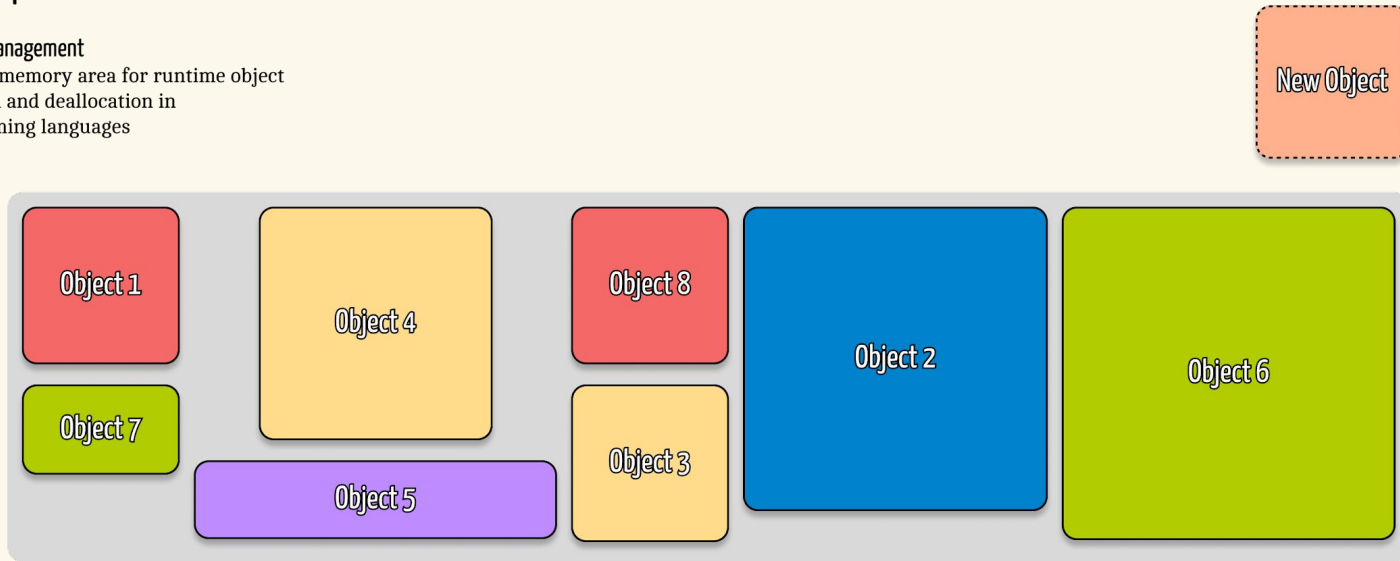 anagement
memory area for runtime object
and deallocation in
ming languages
New Object
Object 1
Object 4
Object 8
Object 2
Object 6
Object 7
Object 3
Object 5